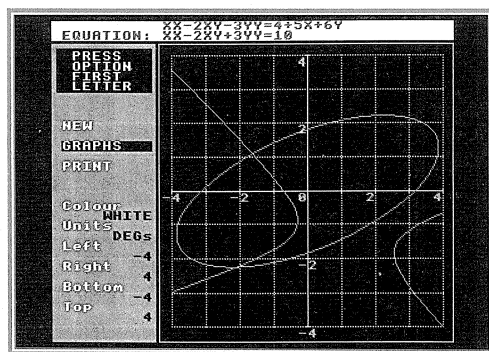 XX-2XY-3YY=4+5X+6Y
EQUATION: XX-2XY+3YY=10
PRESS
OPTION
FIRST
LETTER
NEW
GRAPHS
PRINT
Colour
WHITE
Units
DEGs
Left
-4
Right
4
Bottom
-4
Top
4
4
2
-4 -2 0 2 4
-2
-4